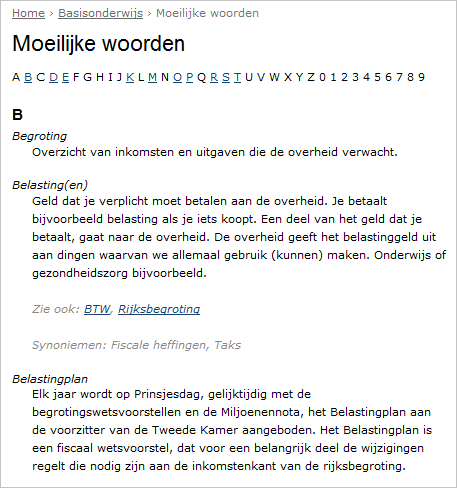 Home › Basisonderwijs › Moeilijke woorden
Moeilijke woorden
A B C D E F G H I J K L M N O P Q R S T U V W X Y Z 0 1 2 3 4 5 6 7 8 9
B
Begroting
Overzicht van inkomsten en uitgaven die de overheid verwacht.
Belasting(en)
Geld dat je verplicht moet betalen aan de overheid. Je betaalt
bijvoorbeeld belasting als je iets koopt. Een deel van het geld dat je
betaalt, gaat naar de overheid. De overheid geeft het belastinggeld uit
aan dingen waarvan we allemaal gebruik (kunnen) maken. Onderwijs of
gezondheidszorg bijvoorbeeld.
Zie ook: BTW, Rijksbegroting
Synoniemen: Fiscale heffingen, Taks
Belastingplan
Elk jaar wordt op Prinsjesdag, gelijktijdig met de
begrotingswetsvoorstellen en de Miljoenennota, het Belastingplan aan
de voorzitter van de Tweede Kamer aangeboden. Het Belastingplan is
een fiscaal wetsvoorstel, dat voor een belangrijk deel de wijzigingen
regelt die nodig zijn aan de inkomstenkant van de rijksbegroting.